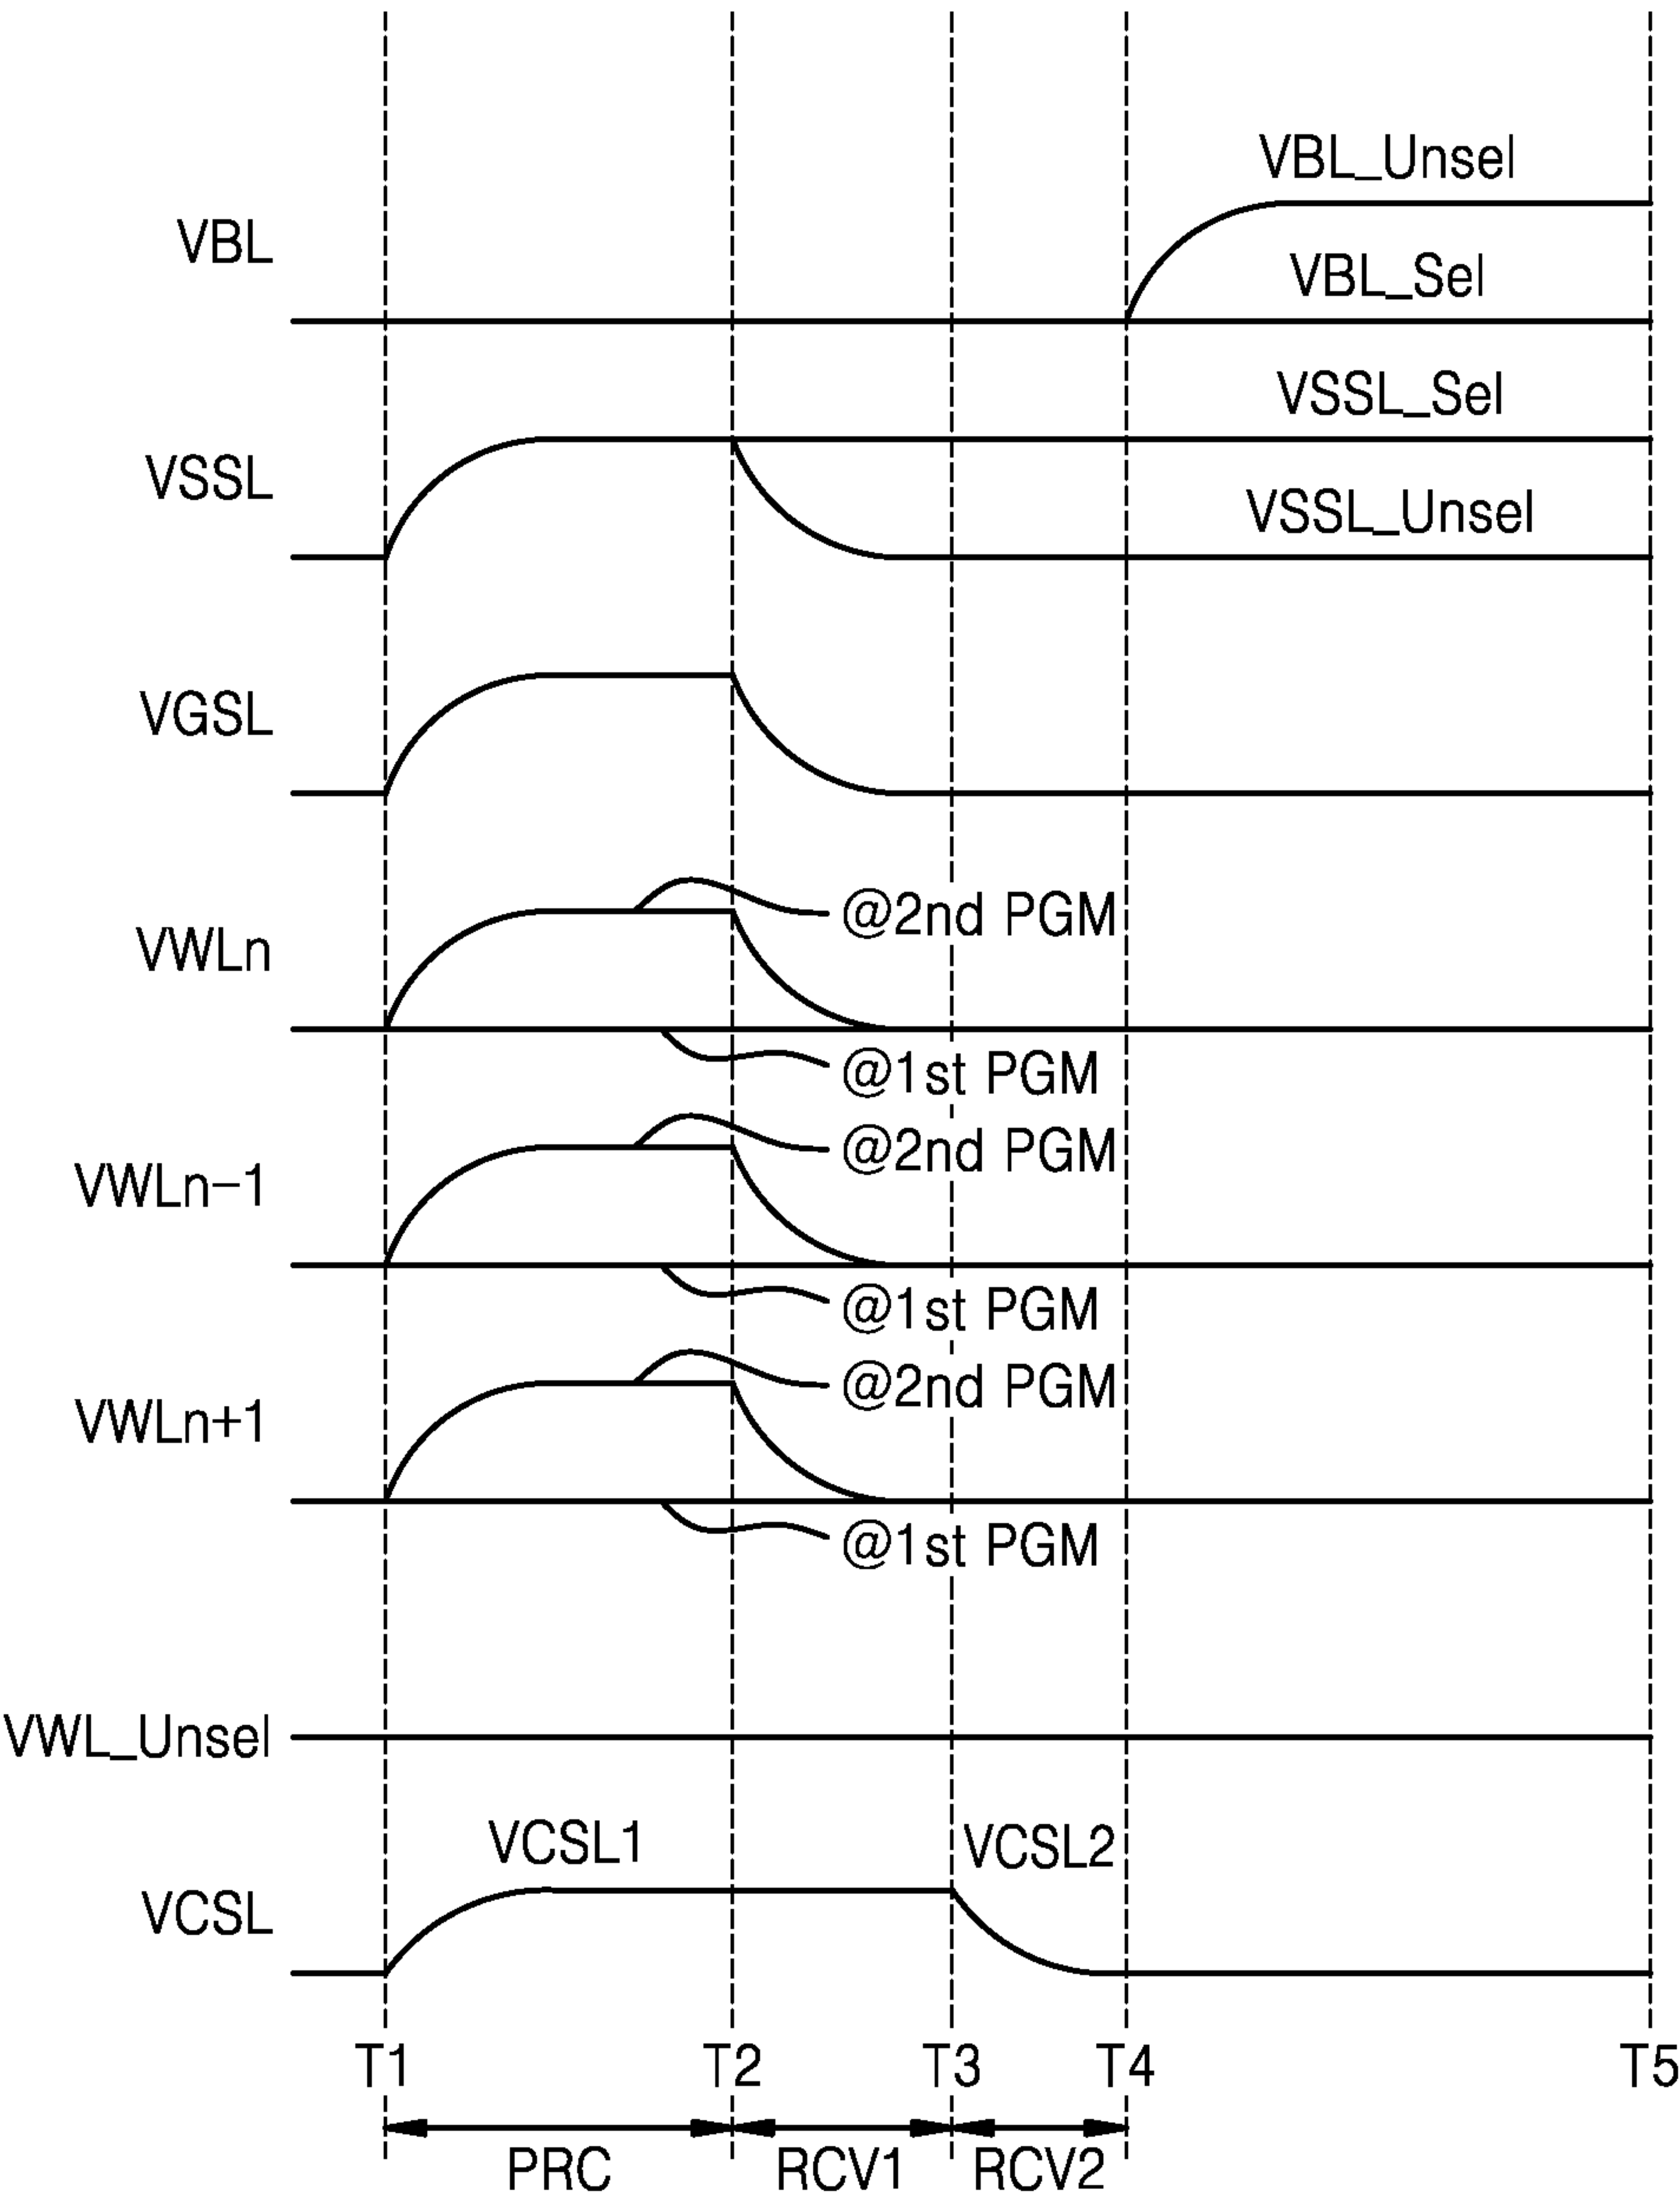 VBL_Unsel
VBL
VBL_Sel
VSSL_Sel
VSSL
VSSL_Unsel
VGSL
@2nd PGM
VWLn
@1st PGM
@2nd PGM
VWLn-1
@1st PGM
@2nd PGM
VWLn+1
@1st PGM
VWL_Unsel
VCSL1
VCSL2
VCSL
T1 T2 T3 T4 T5
PRC RCV1 RCV2